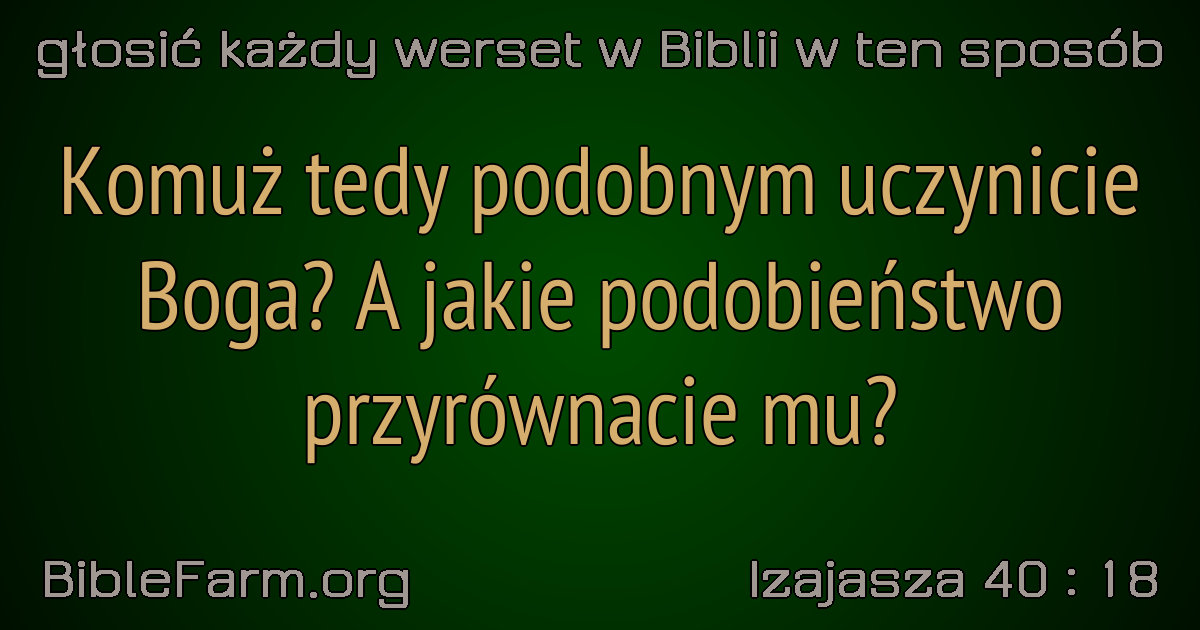 głosić każdy werset w Biblii w ten sposób
Komuż tedy podobnym uczynicie
Boga? A jakie podobieństwo
przyrównacie mu?
BibleFarm.org
Izajasza 40 : 18